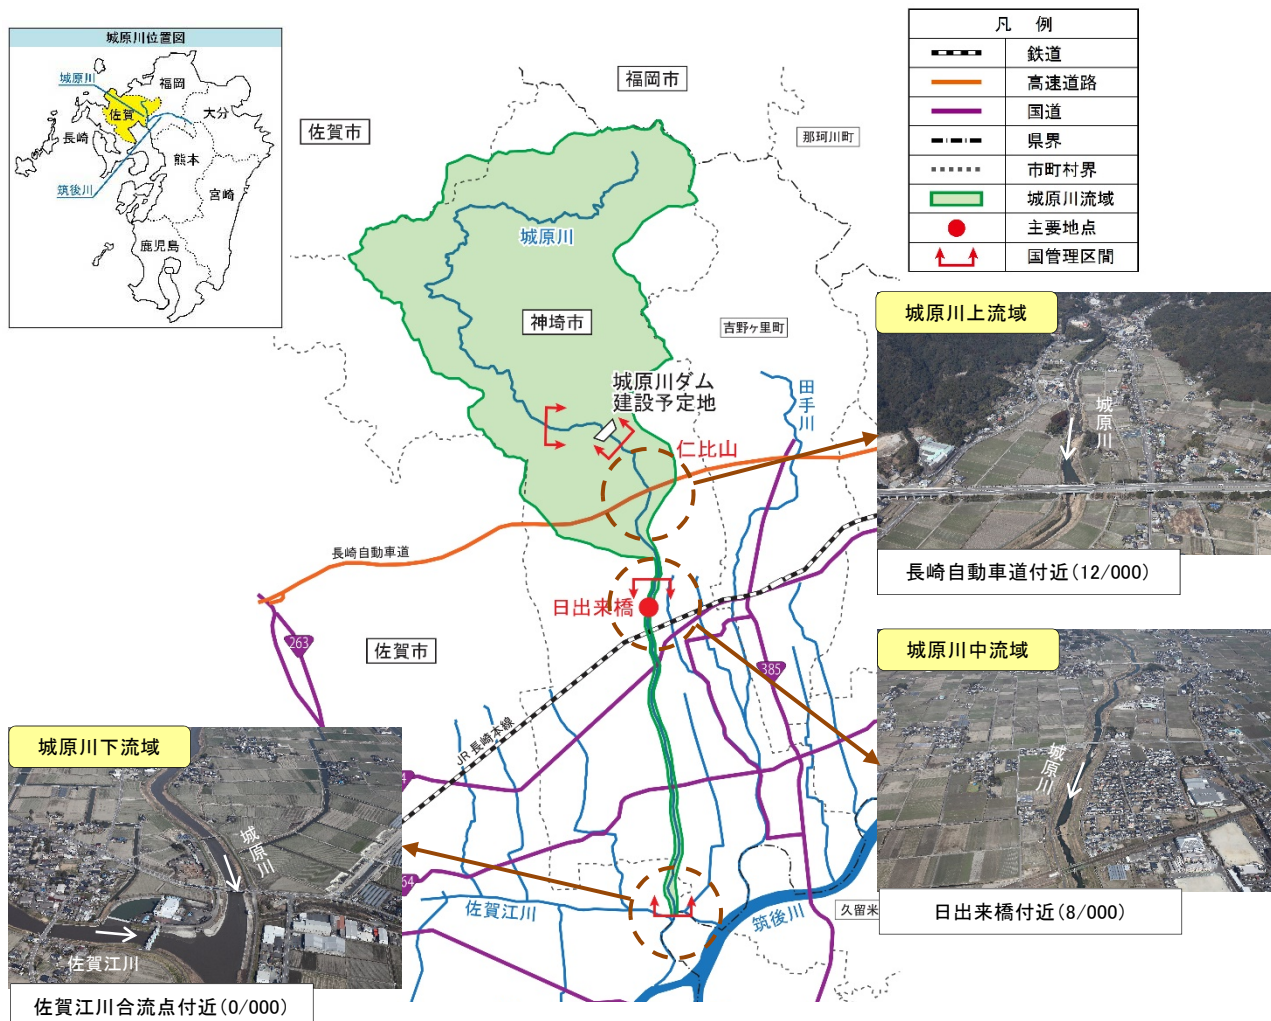 城原川位置図
城原川
福岡
佐賀
大分
長崎
熊本
筑後川
宮崎
鹿児島
凡 例
鉄道
高速道路
国道
県界
市町村界
城原川流域
主要地点
国管理区間
福岡市
佐賀市
那珂川町
城原川
神埼市
吉野ヶ里町
城原川ダム
建設予定地
田手川
仁比山
長崎自動車道
日出来橋
263
佐賀市
385
JR 長崎本線
佐賀江川
筑後川
久留米
城原川上流域
城原川
長崎自動車道付近(12/000)
城原川中流域
城原川
日出来橋付近(8/000)
城原川下流域
城原川
佐賀江川
佐賀江川合流点付近(0/000)